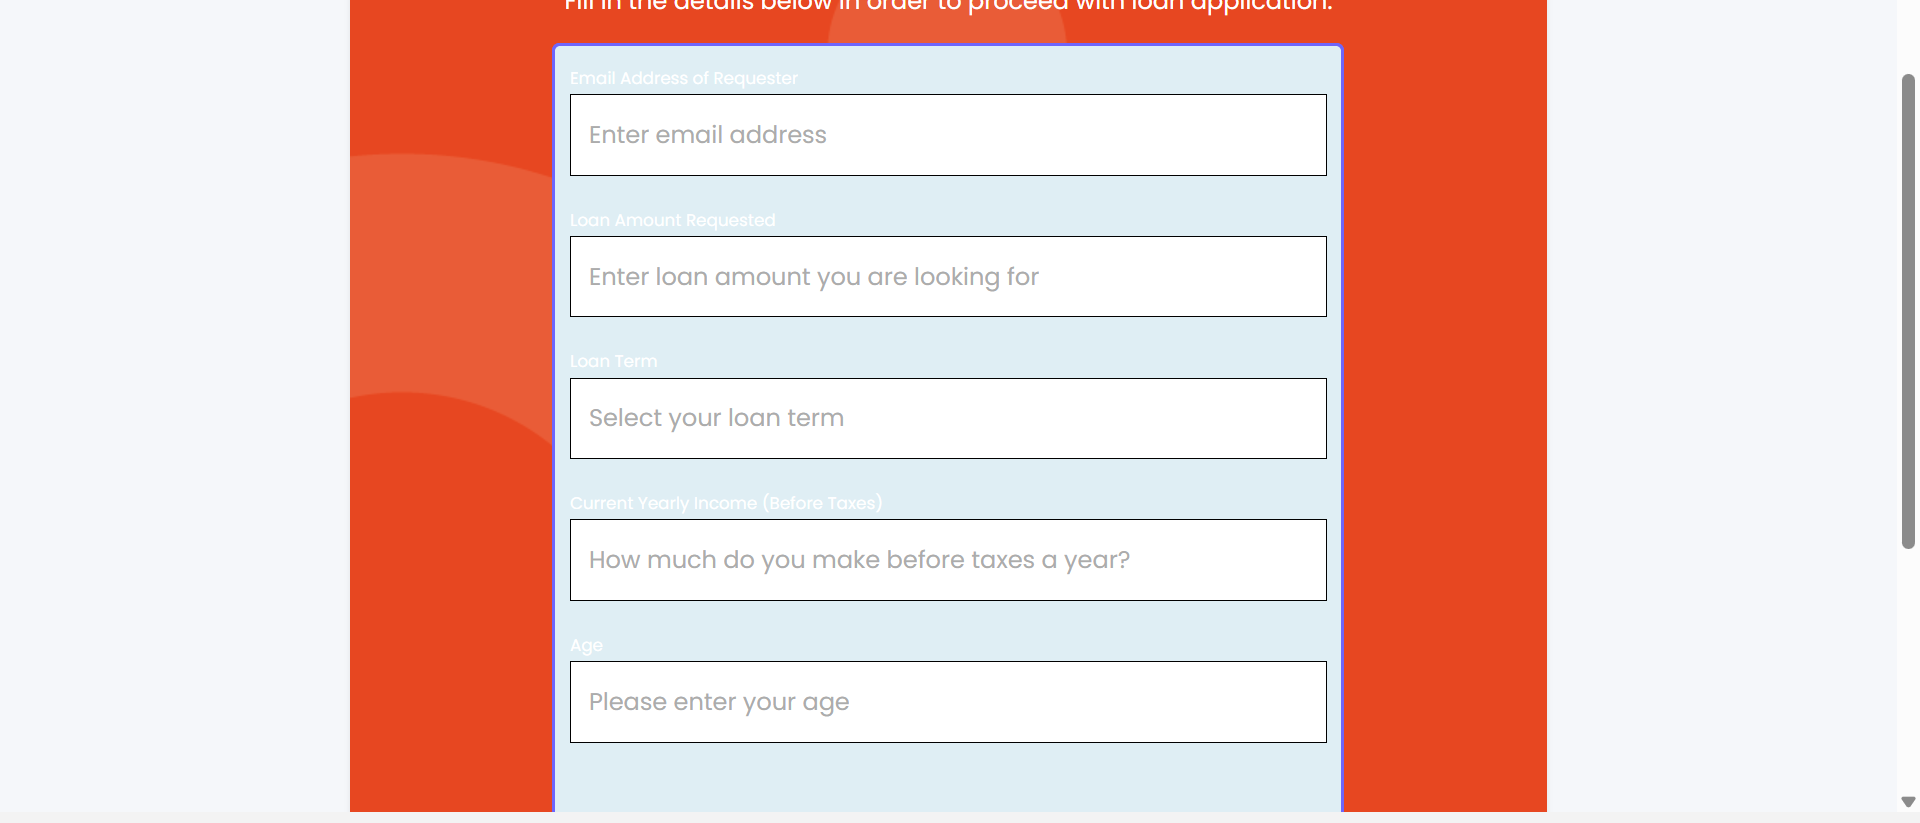 Fill in the details below in order to proceed with loan application.
Email Address of Requester
Enter email address
Loan Amount Requested
Enter loan amount you are looking for
Loan Term
Select your loan term
Current Yearly Income (Before Taxes)
How much do you make before taxes a year?
Age
Please enter your age